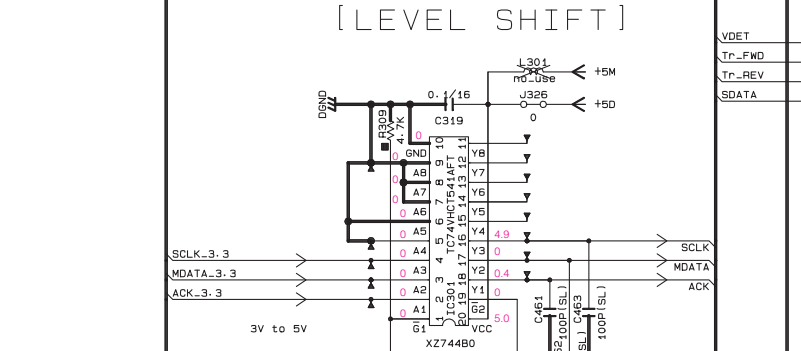 [LEVEL SHIFT]
VDET
Tr_FWD
Tr_REV
SDATA
L301
no_use
+5M
J326
+5D
0
DGND
0.1/16
C319
R309
4.7K
0
10 11
0 GND Y8
9 12
A8 Y7
0 8 13
A7 Y6
0 7 14
A6 Y5
0 6 15
A5 Y4 4.9
0 5 16
A4 Y3 0
0 4 17
A3 Y2 0.4
0 3 18
A2 Y1 0
0 2 19
A1 G2
0 1 20
G1 VCC 5.0
TC74VHCT541AFT
IC301
XZ744B0
SCLK_3.3
MDATA_3.3
ACK_3.3
3V to 5V
SCLK
MDATA
ACK
C461
100P(SL)
C463
100P(SL)
SL)